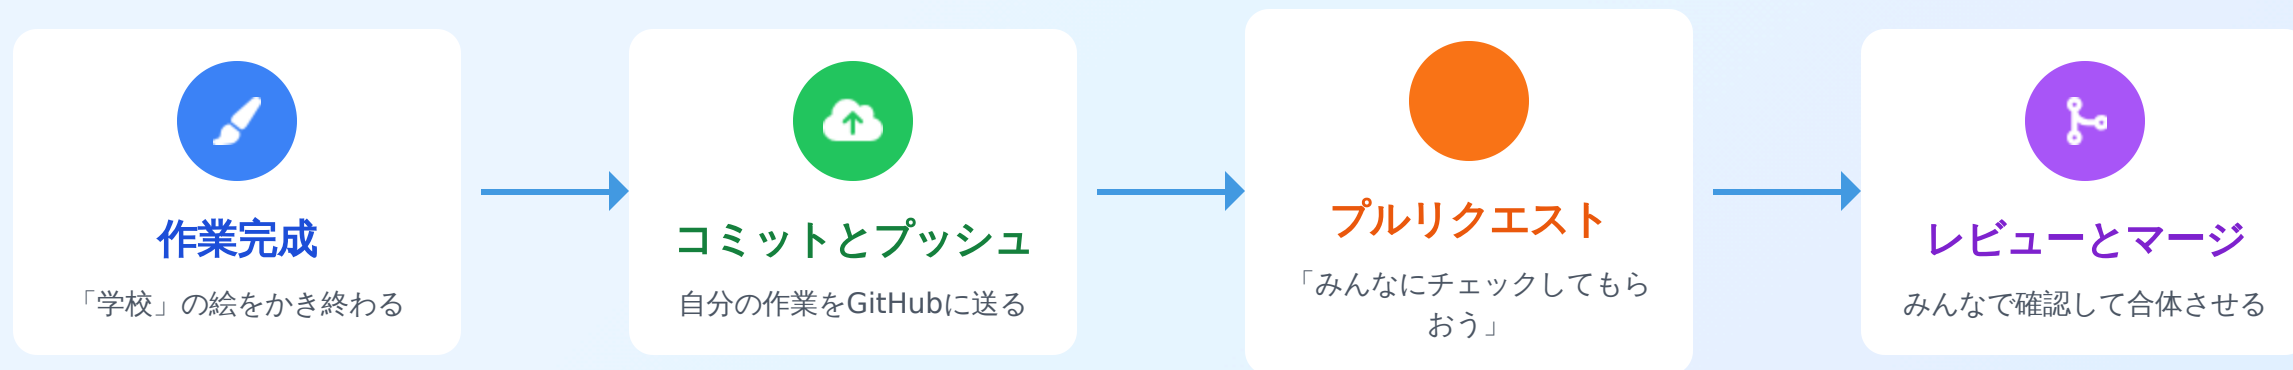 作業完成
「学校」の絵をかき終わる
コミットとプッシュ
自分の作業をGitHubに送る
プルリクエスト
「みんなにチェックしてもら
おう」
レビューとマージ
みんなで確認して合体させる